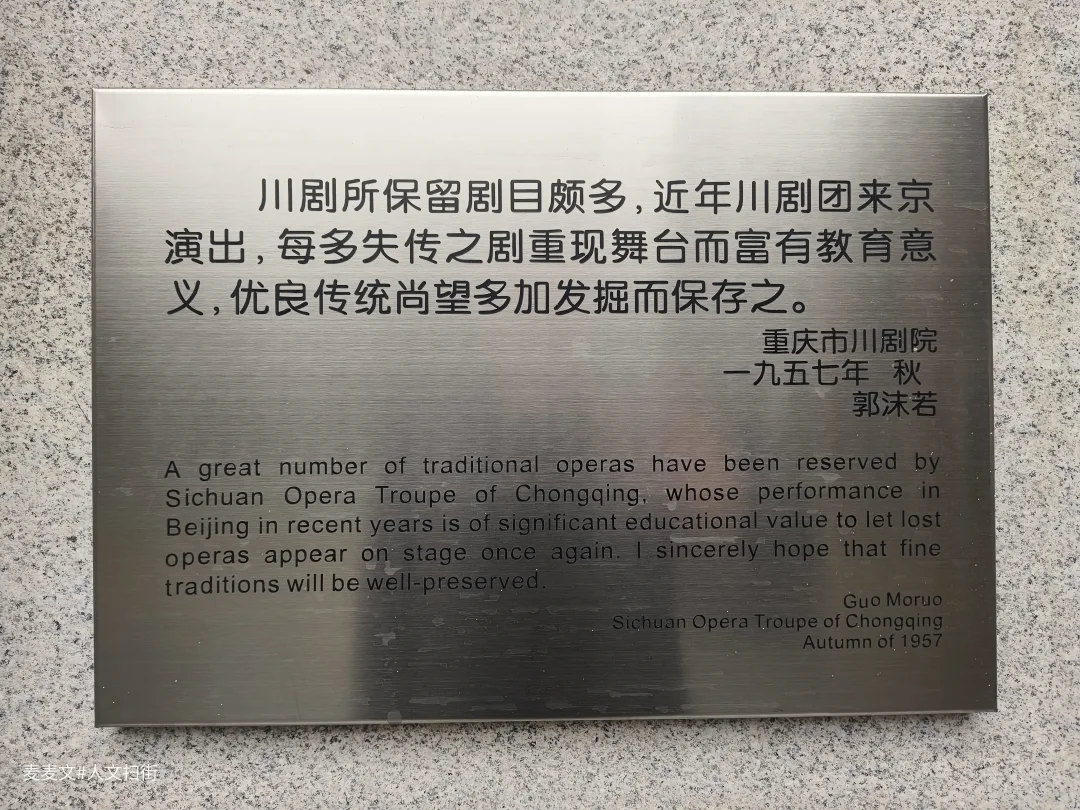 川剧所保留剧目颇多,近年川剧团来京
演出,每多失传之剧重现舞台而富有教育意
义,优良传统尚望多加发掘而保存之。
重庆市川剧院
一九五七年 秋
郭沫若
A great number of traditional operas have been reserved by
Sichuan Opera Troupe of Chongqing, whose performance in
Beijing in recent years is of significant educational value to let lost
operas appear on stage once again. I sincerely hope that fine
traditions will be well-preserved.
Guo Moruo
Sichuan Opera Troupe of Chongqing
Autumn of 1957
麦麦文#人文扫街